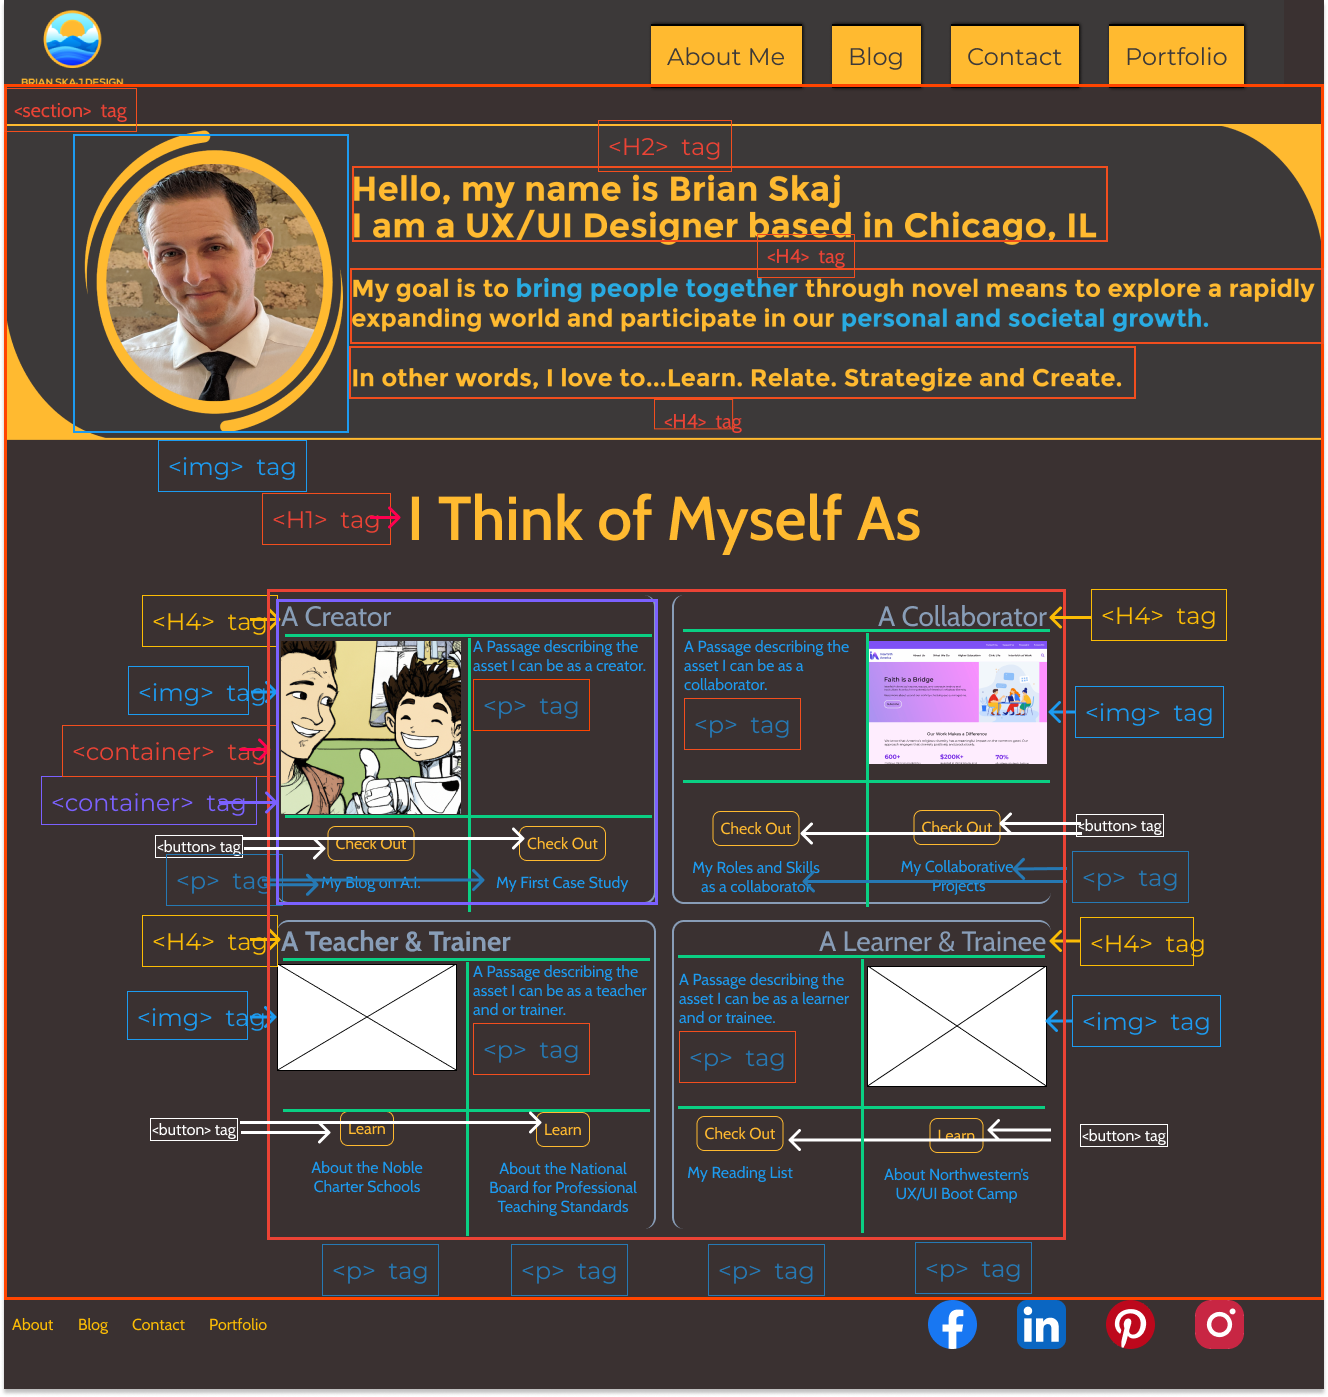 BRIAN SKAJ DESIGN
About Me
Blog
Contact
Portfolio
<section> tag
<H2> tag
Hello, my name is Brian Skaj
I am a UX/UI Designer based in Chicago, IL
<H4> tag
My goal is to bring people together through novel means to explore a rapidly
expanding world and participate in our personal and societal growth.
In other words, I love to...Learn. Relate. Strategize and Create.
<H4> tag
<img> tag
<H1> tag
I Think of Myself As
<H4> tag
A Creator
A Collaborator
<H4> tag
<img> tag
A Passage describing the
asset I can be as a creator.
<p> tag
A Passage describing the
asset I can be as a
collaborator.
<p> tag
Faith is a Bridge
Our Work Makes a Difference
600+
$200K+
70%
<img> tag
<container> tag
<container> tag
<button> tag
Check Out
Check Out
Check Out
Check Out
<button> tag
<p> tag
My Blog on A.I.
My First Case Study
My Roles and Skills
as a collaborator
My Collaborative
Projects
<p> tag
<H4> tag
A Teacher & Trainer
A Learner & Trainee
<H4> tag
<img> tag
A Passage describing the
asset I can be as a teacher
and or trainer.
<p> tag
A Passage describing the
asset I can be as a learner
and or trainee.
<p> tag
<img> tag
<button> tag
Learn
Learn
Check Out
Learn
<button> tag
About the Noble
Charter Schools
About the National
Board for Professional
Teaching Standards
My Reading List
About Northwestern's
UX/UI Boot Camp
<p> tag
<p> tag
<p> tag
<p> tag
About
Blog
Contact
Portfolio